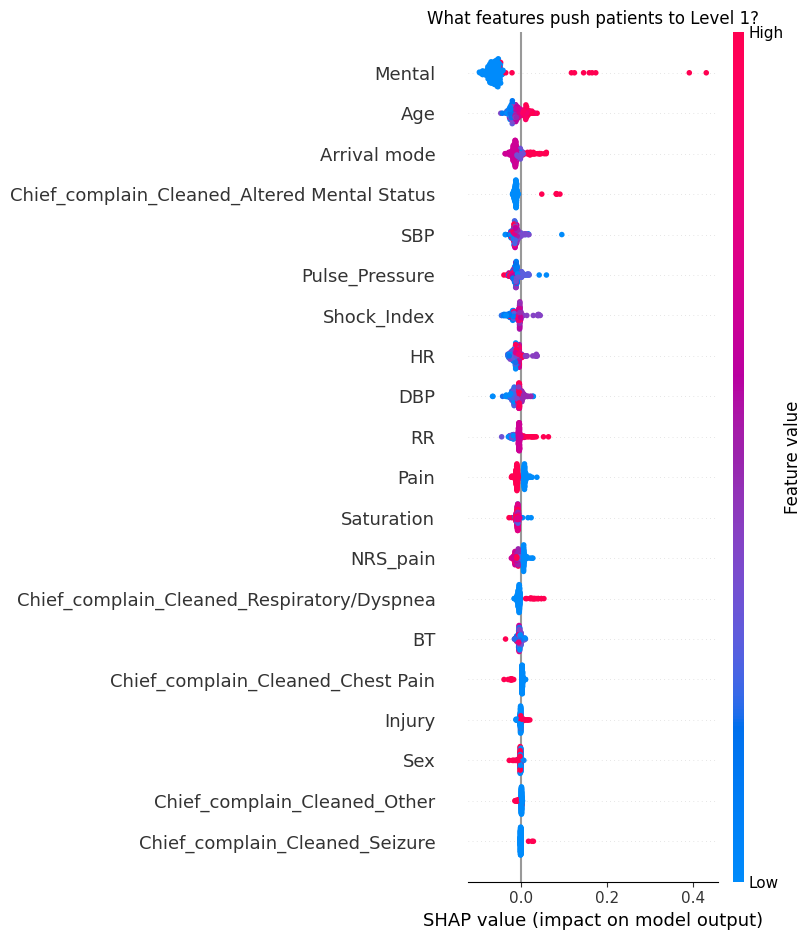 What features push patients to Level 1?
High
Mental
Age
Arrival mode
Chief_complain_Cleaned_Altered Mental Status
SBP
Pulse_Pressure
Shock_Index
HR
DBP
RR
Pain
Saturation
NRS_pain
Chief_complain_Cleaned_Respiratory/Dyspnea
BT
Chief_complain_Cleaned_Chest Pain
Injury
Sex
Chief_complain_Cleaned_Other
Chief_complain_Cleaned_Seizure
Feature value
Low
0.0 0.2 0.4
SHAP value (impact on model output)